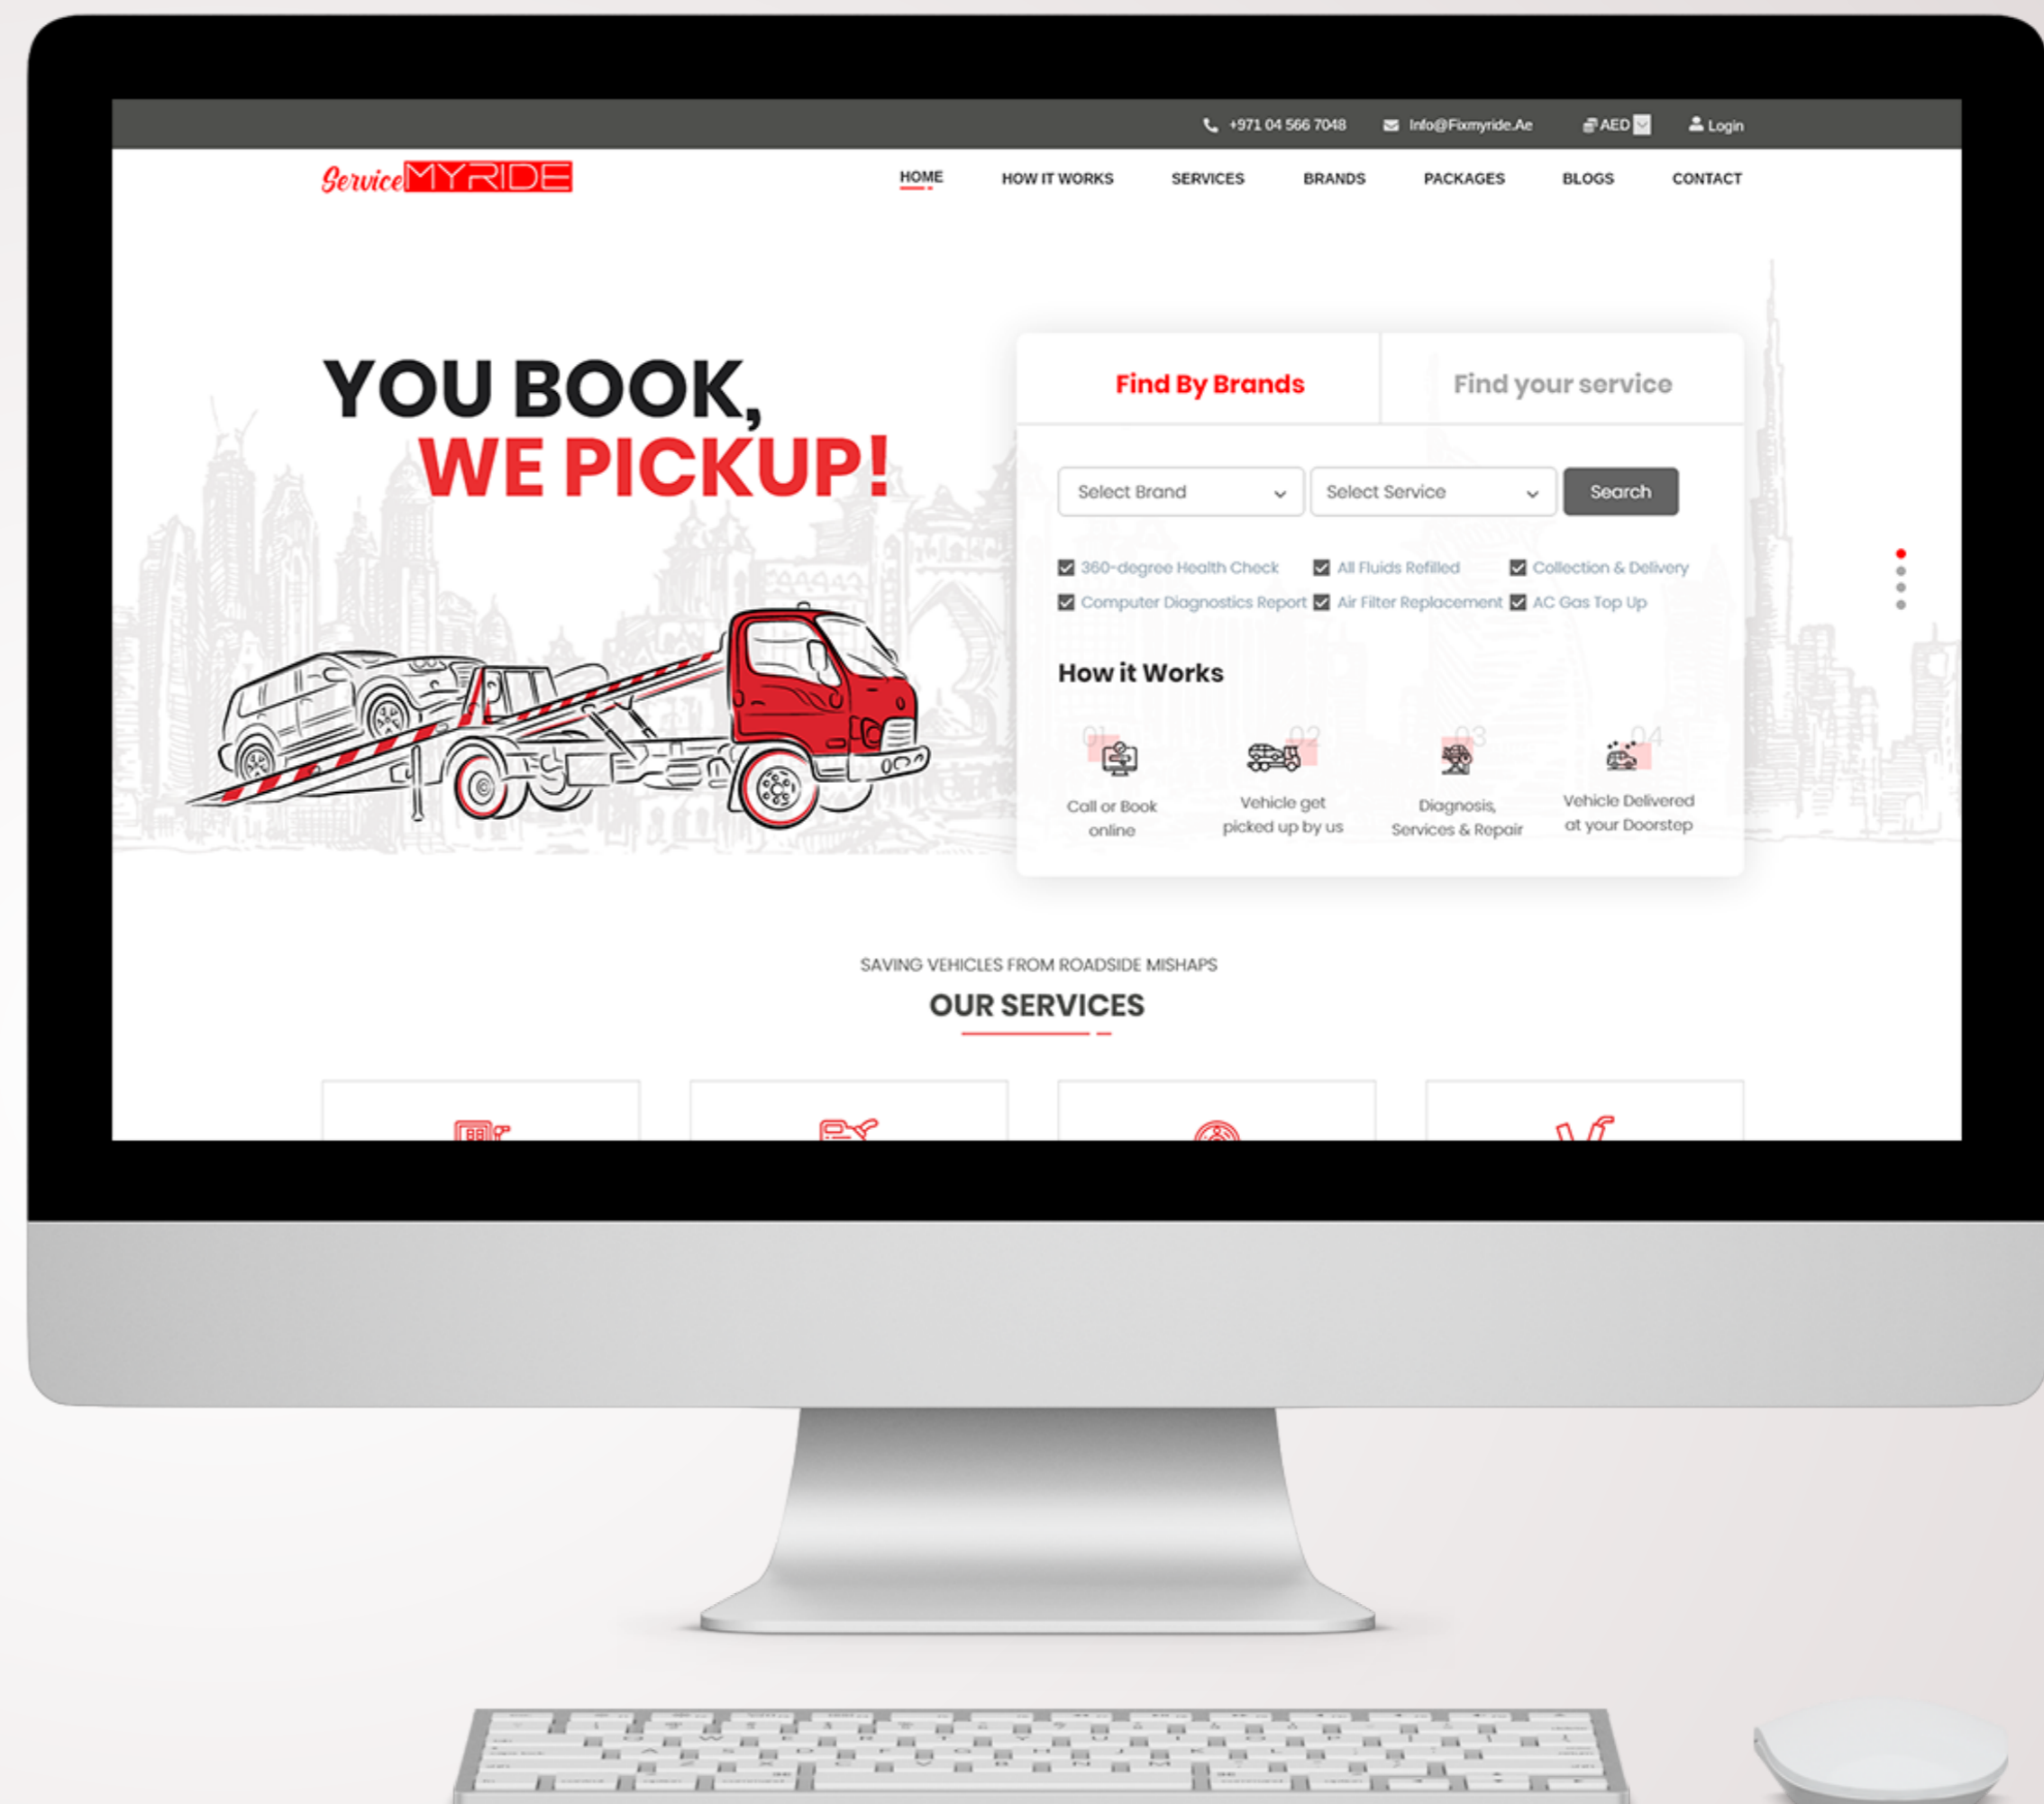 +971 04 566 7048 Info@Fixmyride.Ae AED Login
Service MYRIDE HOME HOW IT WORKS SERVICES BRANDS PACKAGES BLOGS CONTACT
YOU BOOK,
WE PICKUP!
Find By Brands Find your service
Select Brand Select Service Search
360-degree Health Check All Fluids Refilled Collection & Delivery
Computer Diagnostics Report Air Filter Replacement AC Gas Top Up
How it Works
01 02 03 04
Call or Book
online
Vehicle get
picked up by us
Diagnosis,
Services & Repair
Vehicle Delivered
at your Doorstep
SAVING VEHICLES FROM ROADSIDE MISHAPS
OUR SERVICES